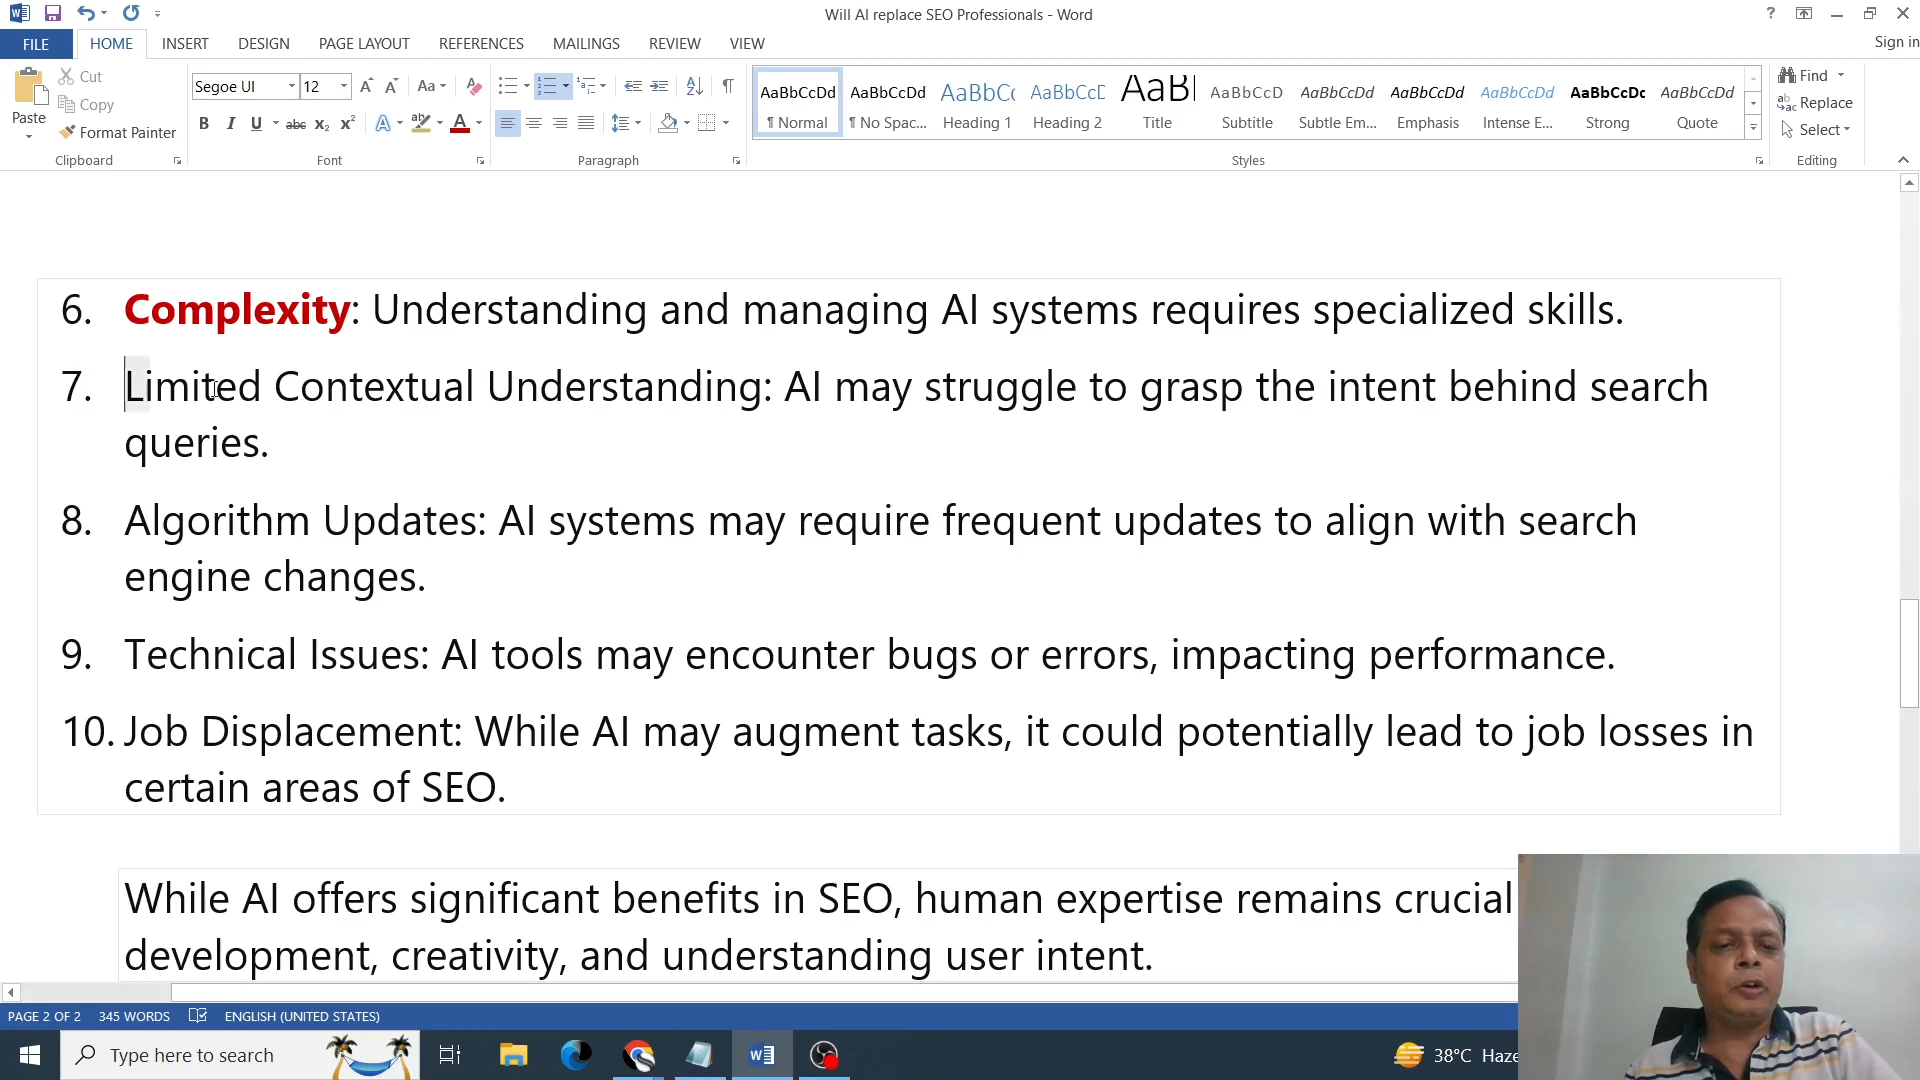 Will AI replace SEO Professionals - Word
?
FILE HOME INSERT DESIGN PAGE LAYOUT REFERENCES MAILINGS REVIEW VIEW Sign in
Paste Cut Copy Format Painter
Clipboard
Segoe UI 12 Aa
B I U abc X₂ X² A A
Font
Paragraph
AaBbCcDd AaBbCcDd AaBbCc AaBbCcD AaBl AaBbCcD AaBbCcDd AaBbCcDd AaBbCcDd AaBbCcDc AaBbCcDd
¶ Normal ¶ No Spac... Heading 1 Heading 2 Title Subtitle Subtle Em... Emphasis Intense E... Strong Quote
Styles
Find
Replace
Select
Editing
6. Complexity: Understanding and managing AI systems requires specialized skills.
7. Limited Contextual Understanding: AI may struggle to grasp the intent behind search
queries.
8. Algorithm Updates: AI systems may require frequent updates to align with search
engine changes.
9. Technical Issues: AI tools may encounter bugs or errors, impacting performance.
10. Job Displacement: While AI may augment tasks, it could potentially lead to job losses in
certain areas of SEO.
While AI offers significant benefits in SEO, human expertise remains crucial
development, creativity, and understanding user intent.
PAGE 2 OF 2 345 WORDS ENGLISH (UNITED STATES)
Type here to search 38°C Haze